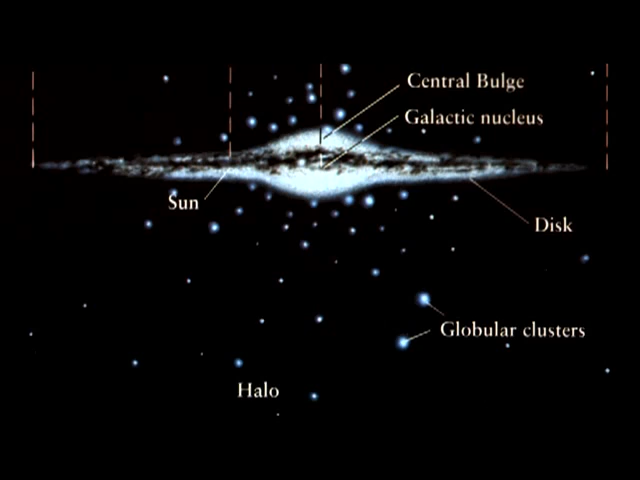 Central Bulge
Galactic nucleus
Sun
Disk
Globular clusters
Halo